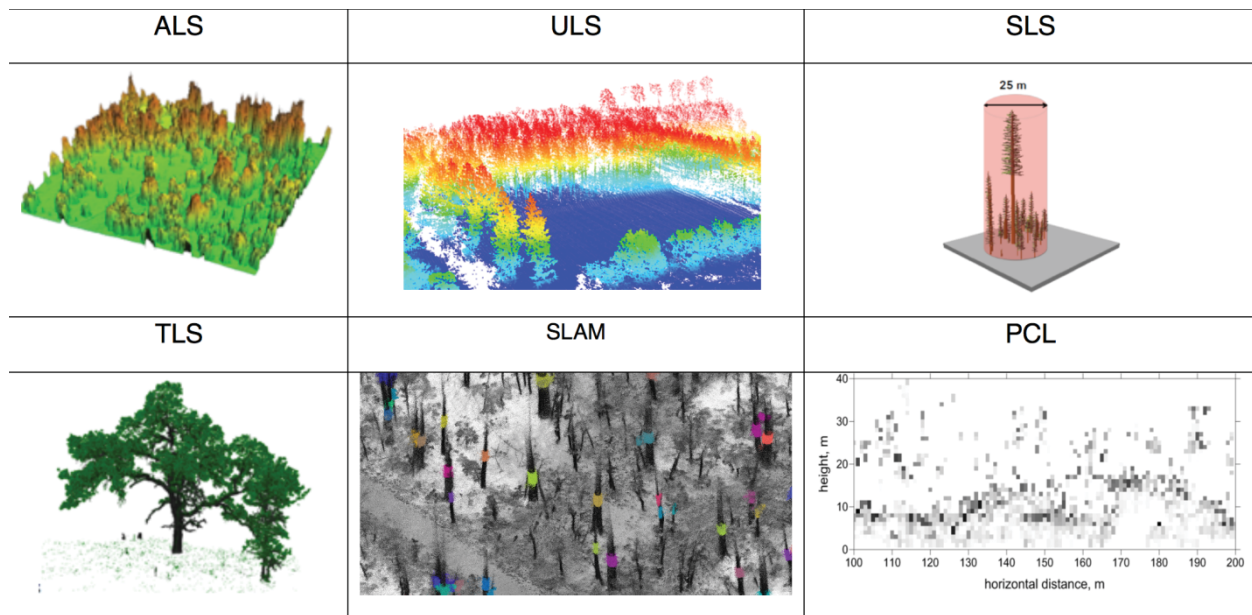 ALS
ULS
SLS
25 m
TLS
SLAM
PCL
40
30
20
10
0
height, m
100 110 120 130 140 150 160 170 180 190 200
horizontal distance, m